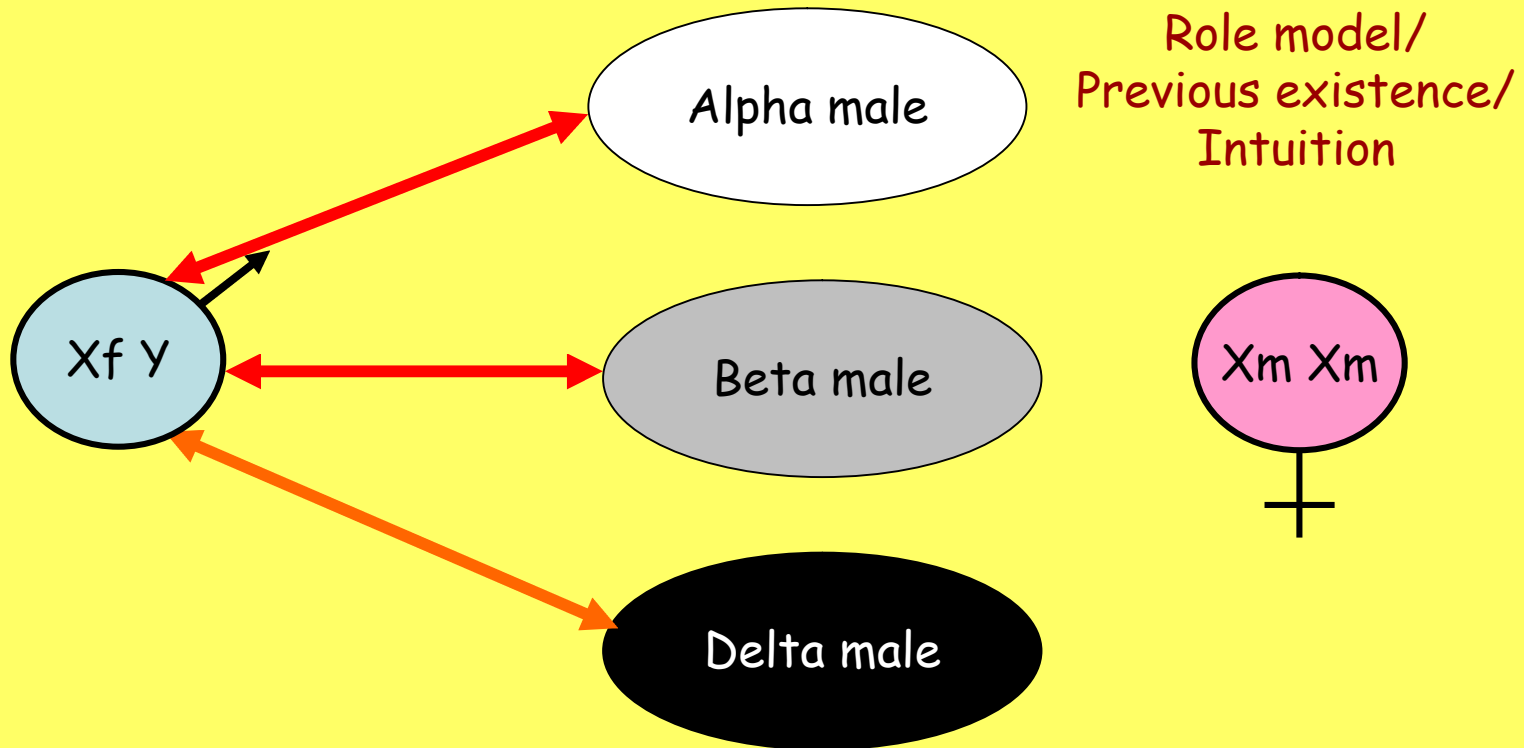 Alpha male
Role model/
Previous existence/
Intuition
Xf Y
Beta male
Xm Xm
Delta male